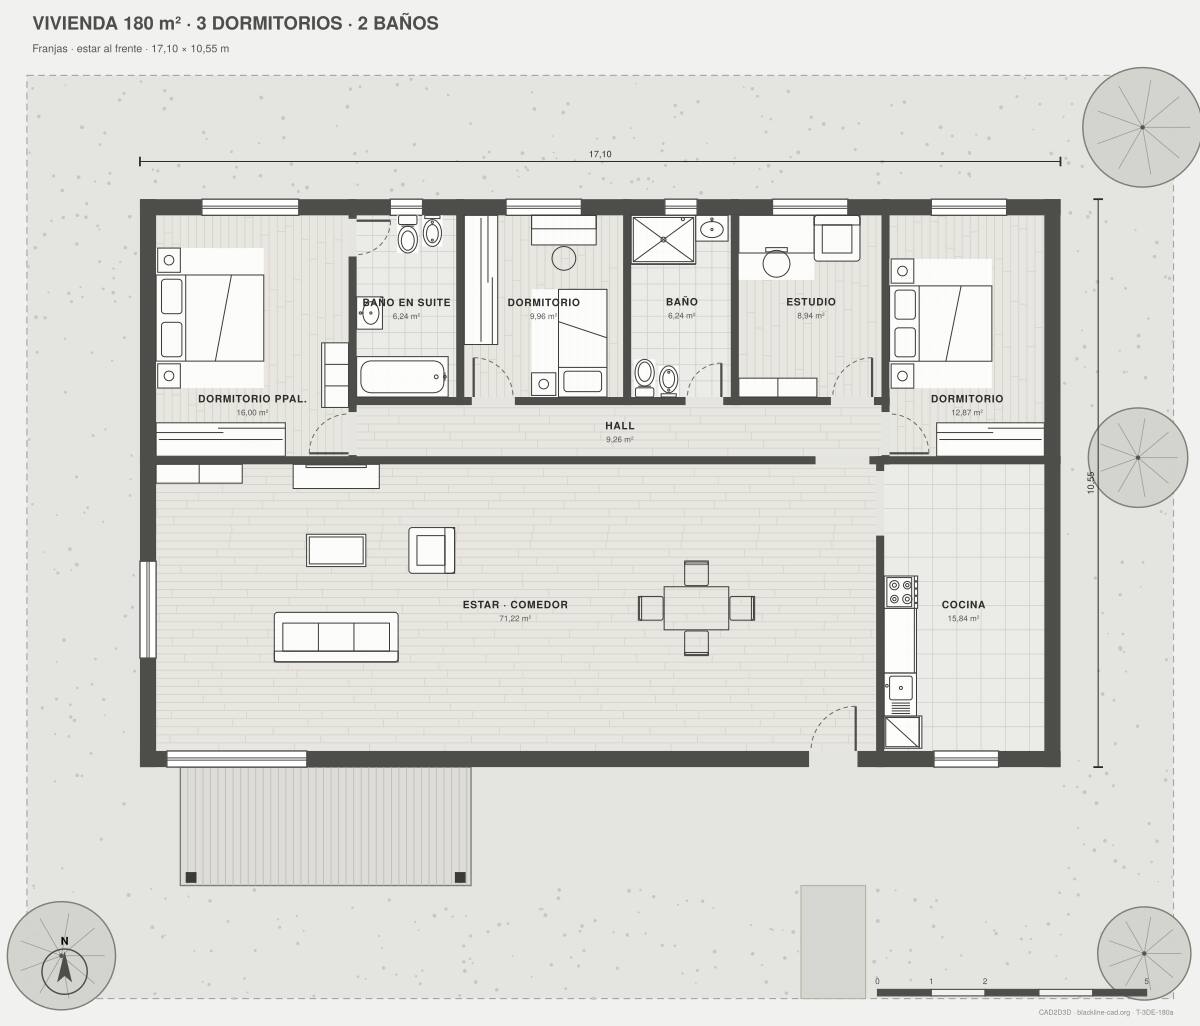 VIVIENDA 180 m² · 3 DORMITORIOS · 2 BAÑOS
Franjas · estar al frente · 17,10 × 10,55 m
17,10
BAÑO EN SUITE
6,24 m²
DORMITORIO
9,96 m²
BAÑO
6,24 m²
ESTUDIO
8,94 m²
DORMITORIO PPAL.
16,00 m²
DORMITORIO
12,87 m²
HALL
9,26 m²
10,55
ESTAR · COMEDOR
71,22 m²
COCINA
15,84 m²
N
0 1 2 5
CAD2D3D · blackline-cad.org · T-3DE-180a